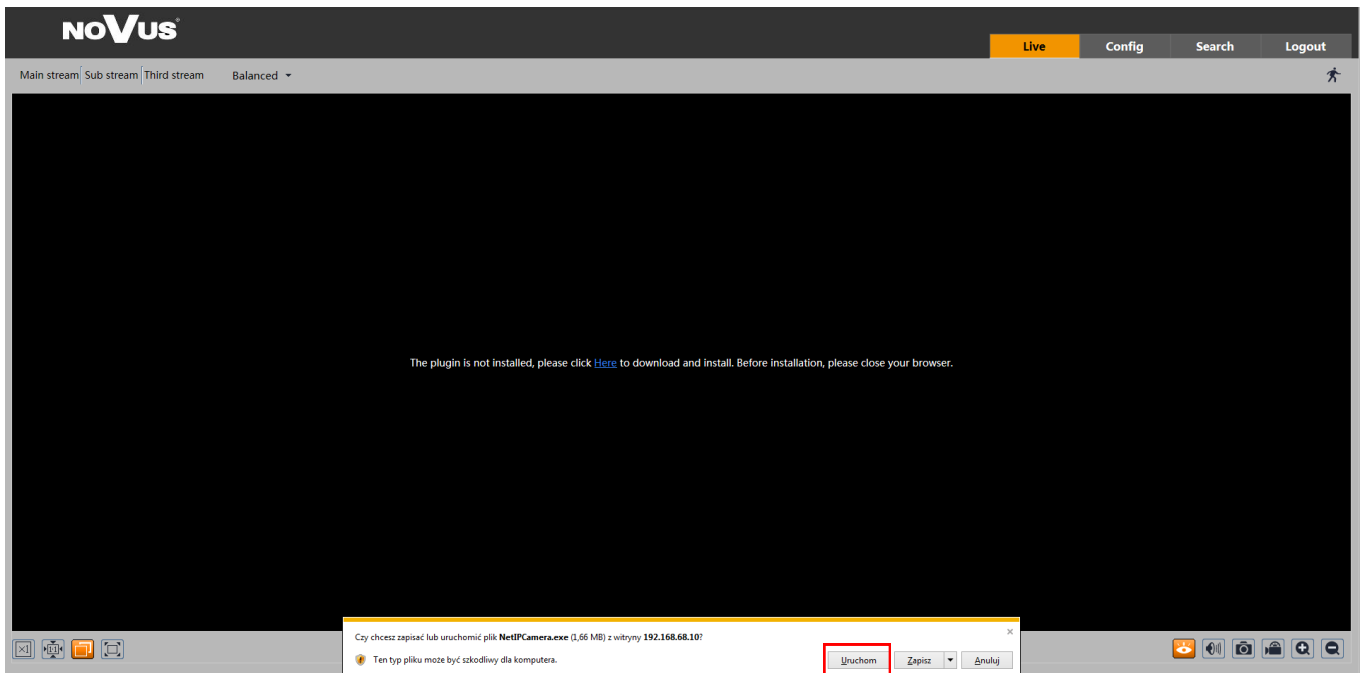 NOVUS®
Live Config Search Logout
Main stream Sub stream Third stream Balanced
The plugin is not installed, please click Here to download and install. Before installation, please close your browser.
Czy chcesz zapisać lub uruchomić plik NetIPCamera.exe (1,66 MB) z witryny 192.168.68.10?
Ten typ pliku może być szkodliwy dla komputera.
Uruchom Zapisz Anuluj
×1 1:1